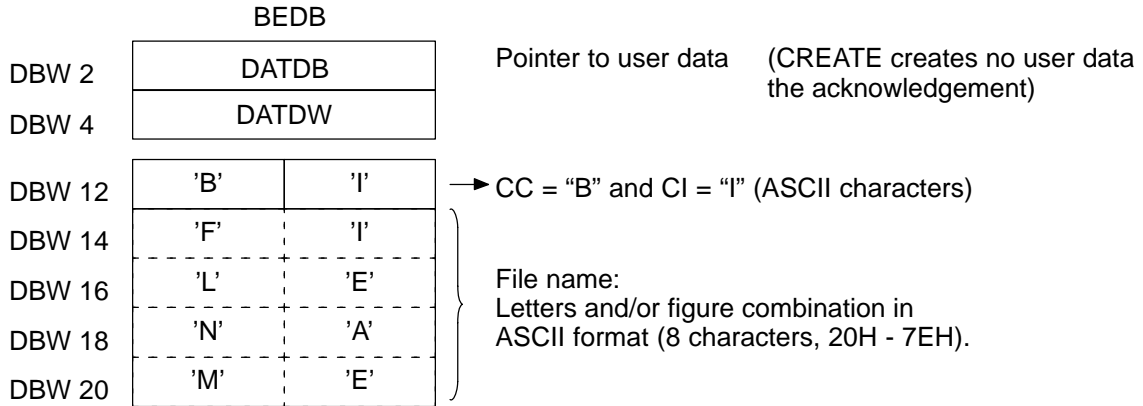 BEDB
DBW 2 DATDB Pointer to user data (CREATE creates no user data
the acknowledgement)
DBW 4 DATDW
DBW 12 ’B’ ’I’ CC = “B” and CI = “I” (ASCII characters)
DBW 14 ’F’ ’I’
DBW 16 ’L’ ’E’ File name:
Letters and/or figure combination in
DBW 18 ’N’ ’A’ ASCII format (8 characters, 20H - 7EH).
DBW 20 ’M’ ’E’